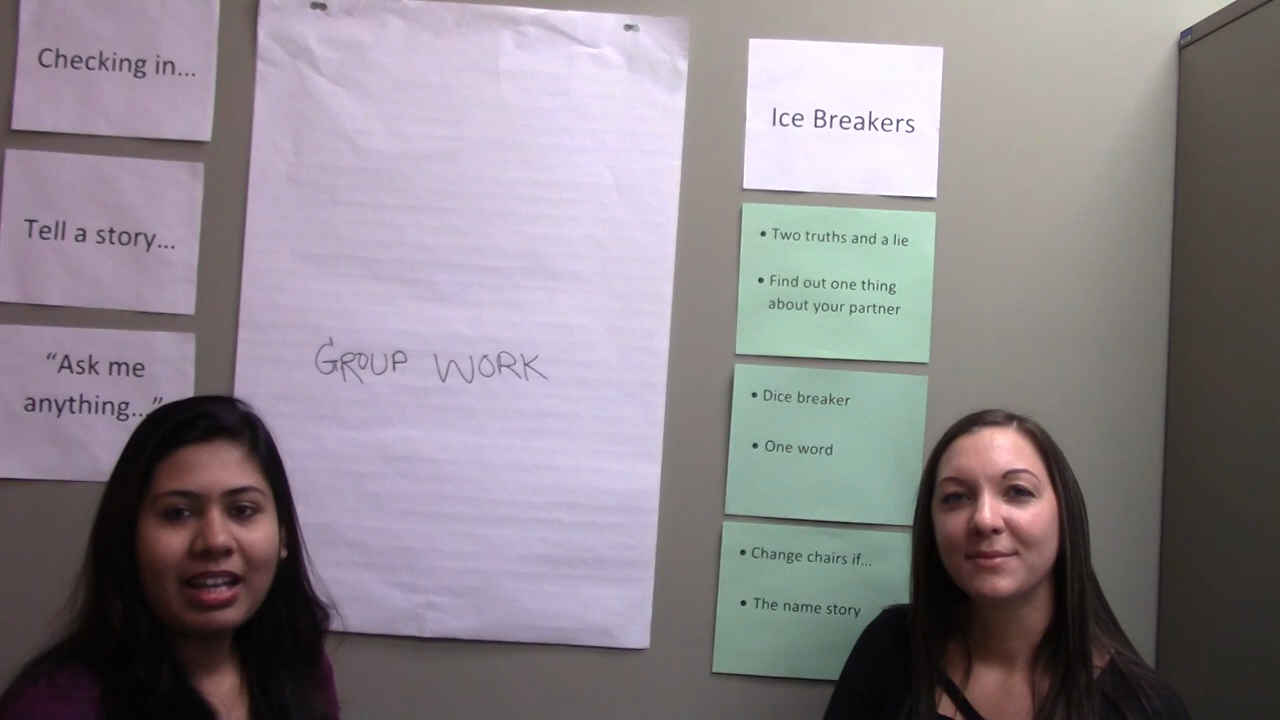 Checking in...
Tell a story...
“Ask me
anything...”
GROUP WORK
Ice Breakers
• Two truths and a lie
• Find out one thing
about your partner
• Dice breaker
• One word
• Change chairs if...
• The name story